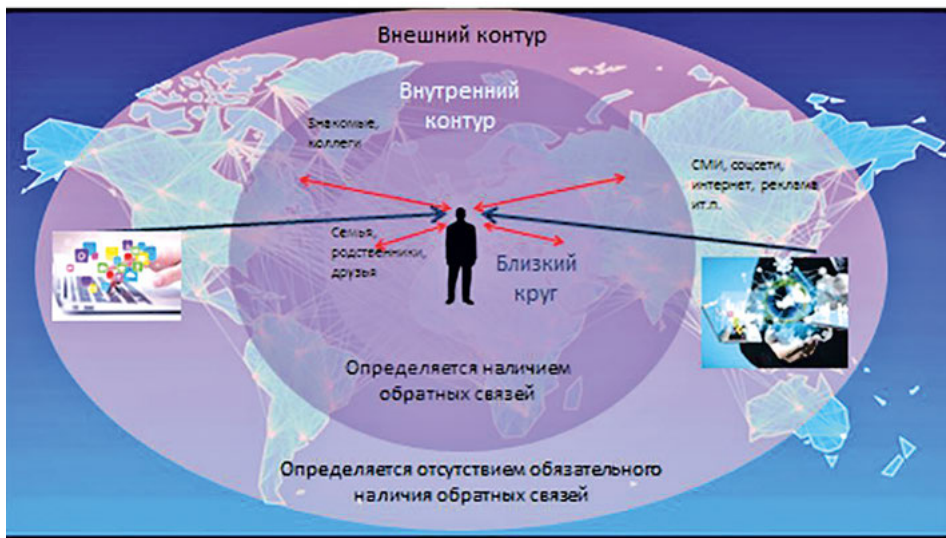 Внешний контур
Внутренний
контур
Знакомые,
коллеги
СМИ, соцсети,
интернет, реклама
ит.п.
Семья,
родственники,
друзья
Близкий
круг
Определяется наличием
обратных связей
Определяется отсутствием обязательного
наличия обратных связей